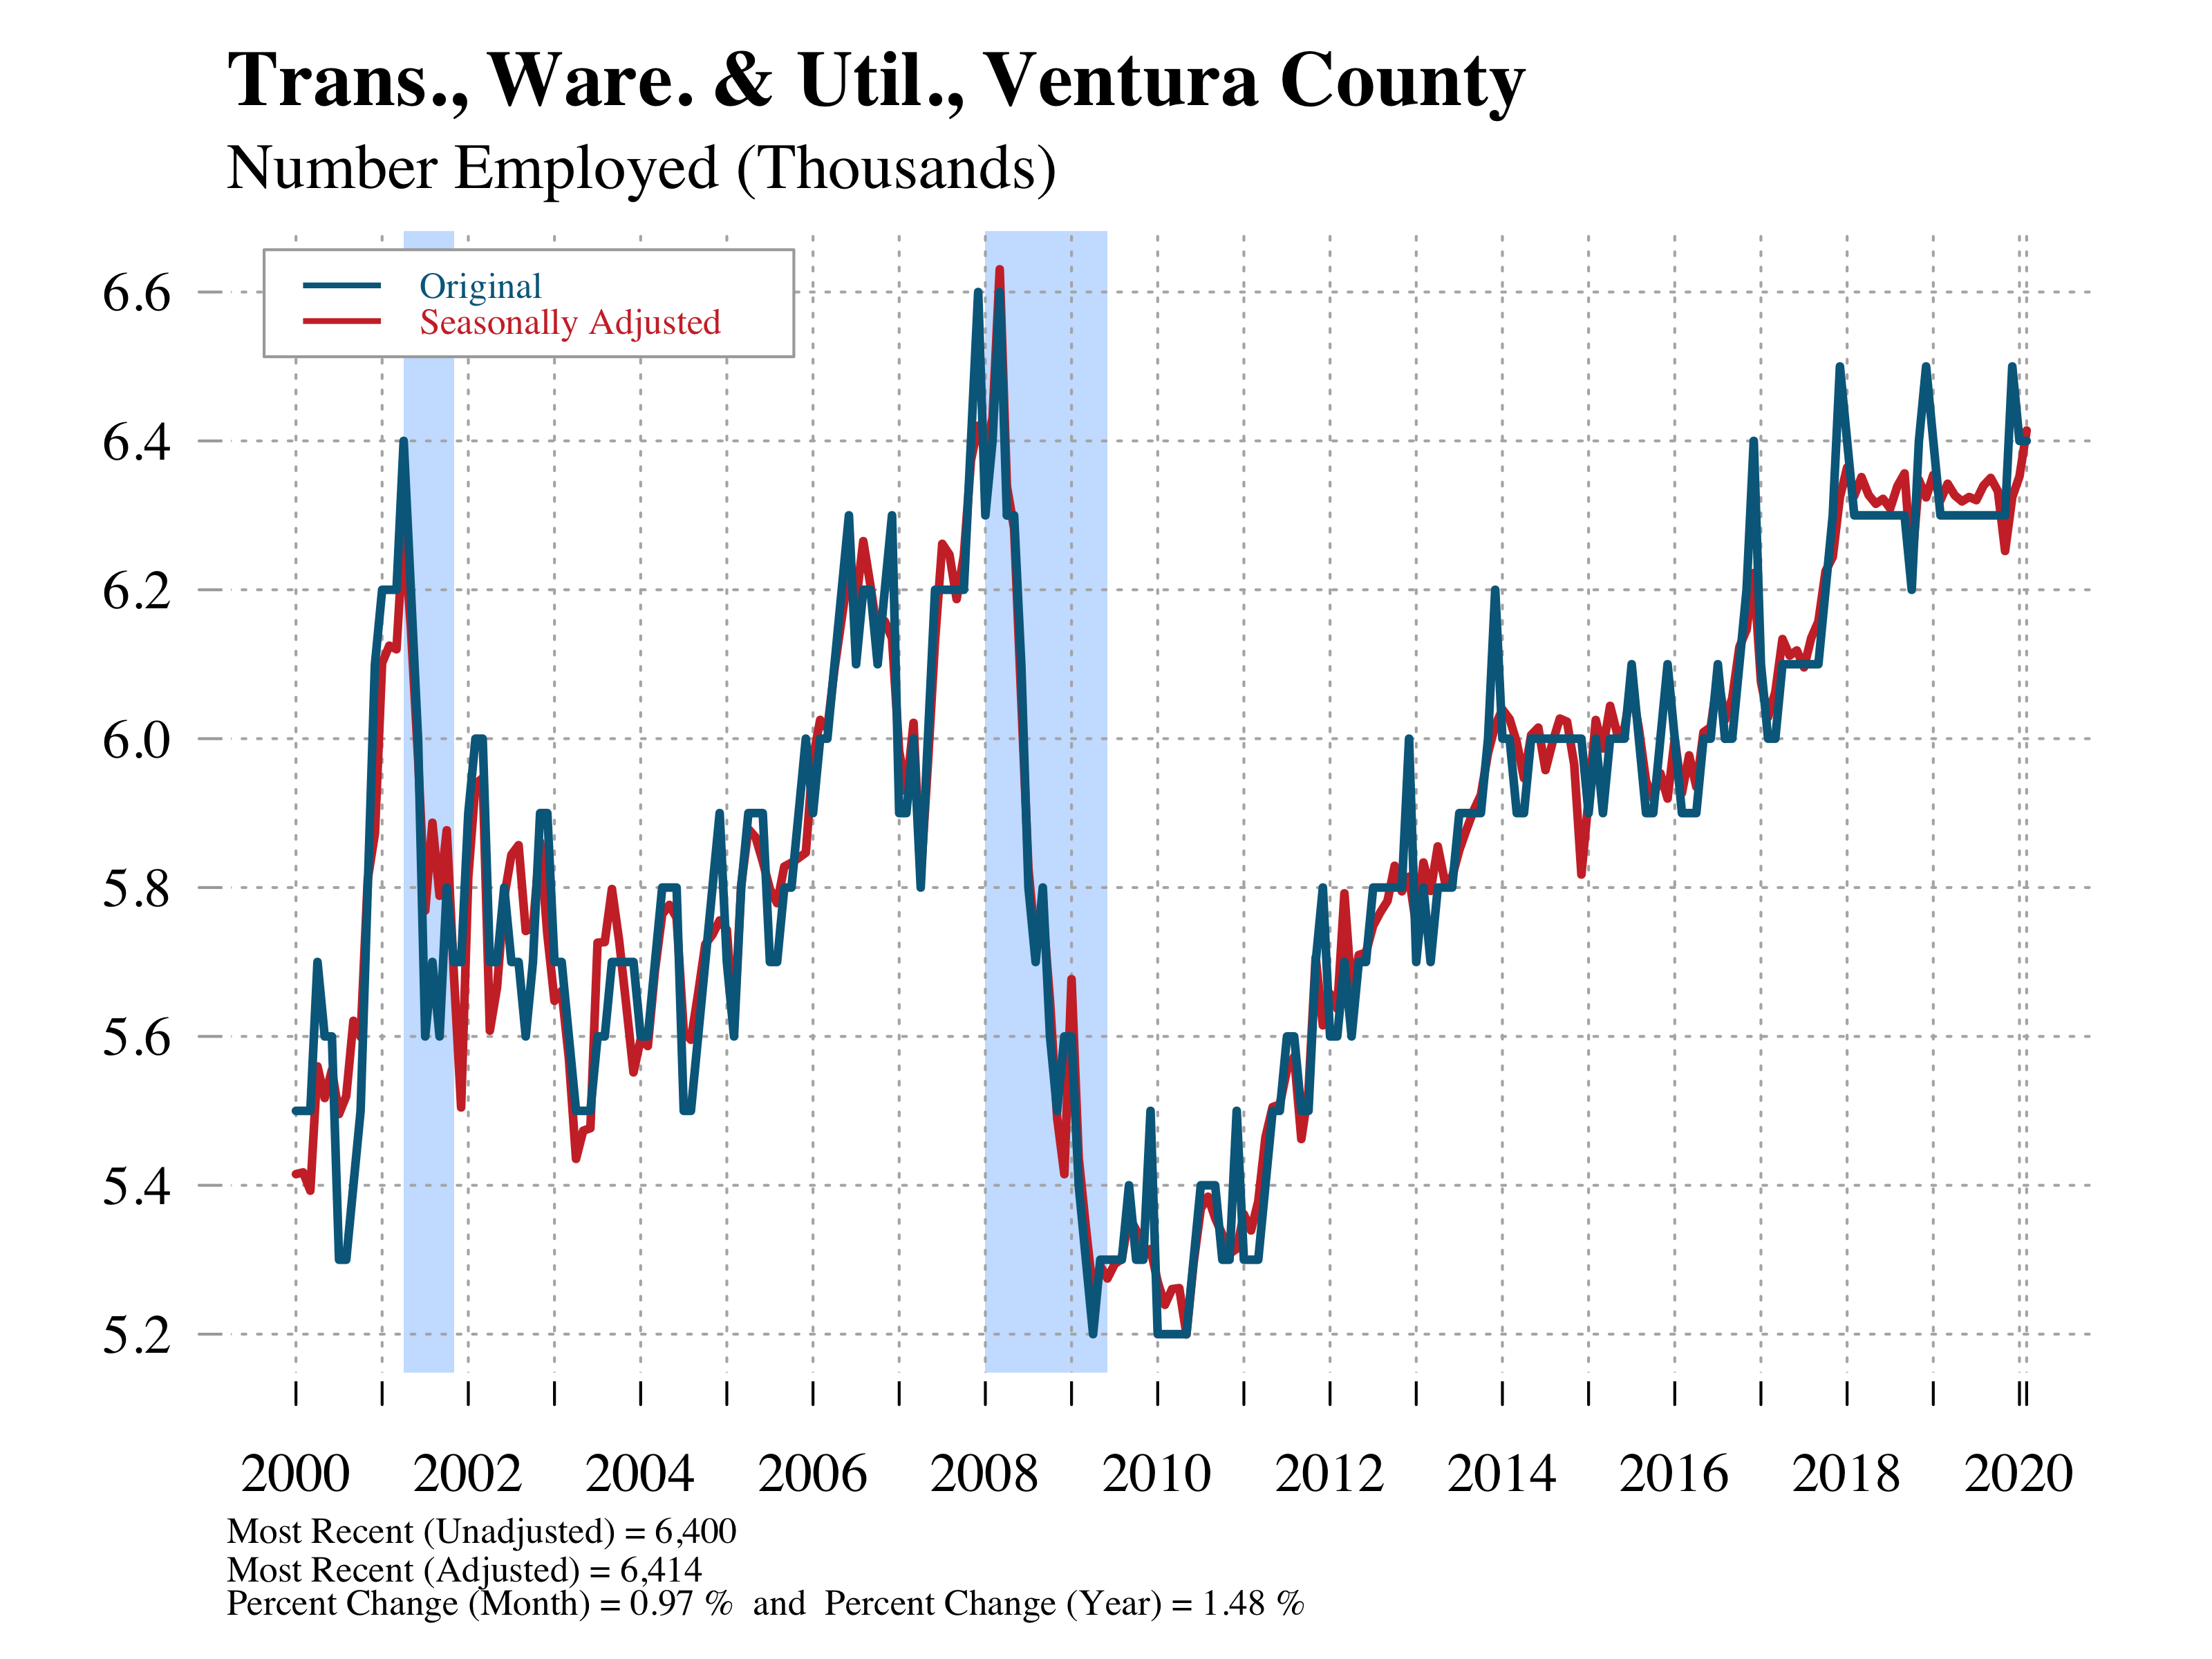 Trans., Ware. & Util., Ventura County
Number Employed (Thousands)
Original
Seasonally Adjusted
6.6
6.4
6.2
6.0
5.8
5.6
5.4
5.2
2000 2002 2004 2006 2008 2010 2012 2014 2016 2018 2020
Most Recent (Unadjusted) = 6,400
Most Recent (Adjusted) = 6,414
Percent Change (Month) = 0.97 % and Percent Change (Year) = 1.48 %